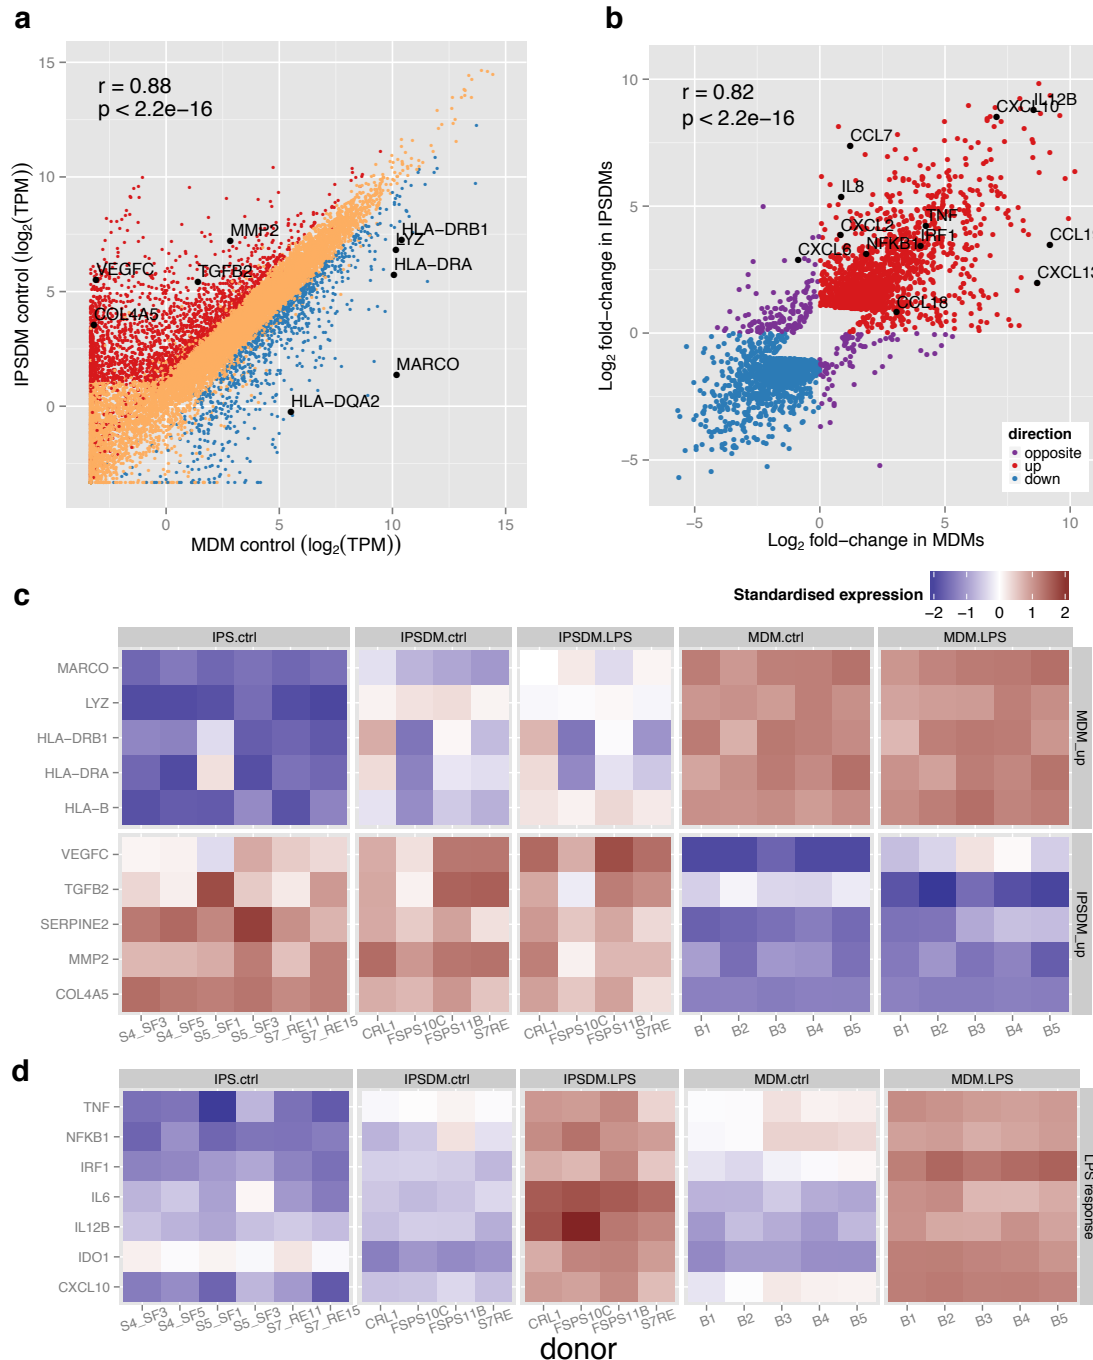 a
r = 0.88
p < 2.2e−16
15
10
5
0
IPSDM control (log2(TPM))
MMP2
VEGFC
TGFB2
COL4A5
HLA−DRB1
LYZ
HLA−DRA
MARCO
HLA−DQA2
0
5
10
15
MDM control (log2(TPM))
b
r = 0.82
p < 2.2e−16
10
5
0
−5
Log2 fold−change in IPSDMs
IL12B
CXCL10
CCL7
IL8
TNF
CXCL2
IRF1
NFKB1
CXCL6
CCL1
CXCL13
CCL18
direction
opposite
up
down
−5
0
5
10
Log2 fold−change in MDMs
c
Standardised expression
−2 −1 0 1 2
IPS.ctrl IPSDM.ctrl IPSDM.LPS MDM.ctrl MDM.LPS
MARCO
LYZ
HLA−DRB1
HLA−DRA
HLA−B
MDM_up
VEGFC
TGFB2
SERPINE2
MMP2
COL4A5
IPSDM_up
S4_SF3 S4_SF5 S5_SF1 S5_SF3 S7_RE11 S7_RE15 CRL1 FSPS10C FSPS11B S7RE CRL1 FSPS10C FSPS11B S7RE B1 B2 B3 B4 B5 B1 B2 B3 B4 B5
d
IPS.ctrl IPSDM.ctrl IPSDM.LPS MDM.ctrl MDM.LPS
TNF
NFKB1
IRF1
IL6
IL12B
IDO1
CXCL10
LPS response
S4_SF3 S4_SF5 S5_SF1 S5_SF3 S7_RE11 S7_RE15 CRL1 FSPS10C FSPS11B S7RE CRL1 FSPS10C FSPS11B S7RE B1 B2 B3 B4 B5 B1 B2 B3 B4 B5
donor